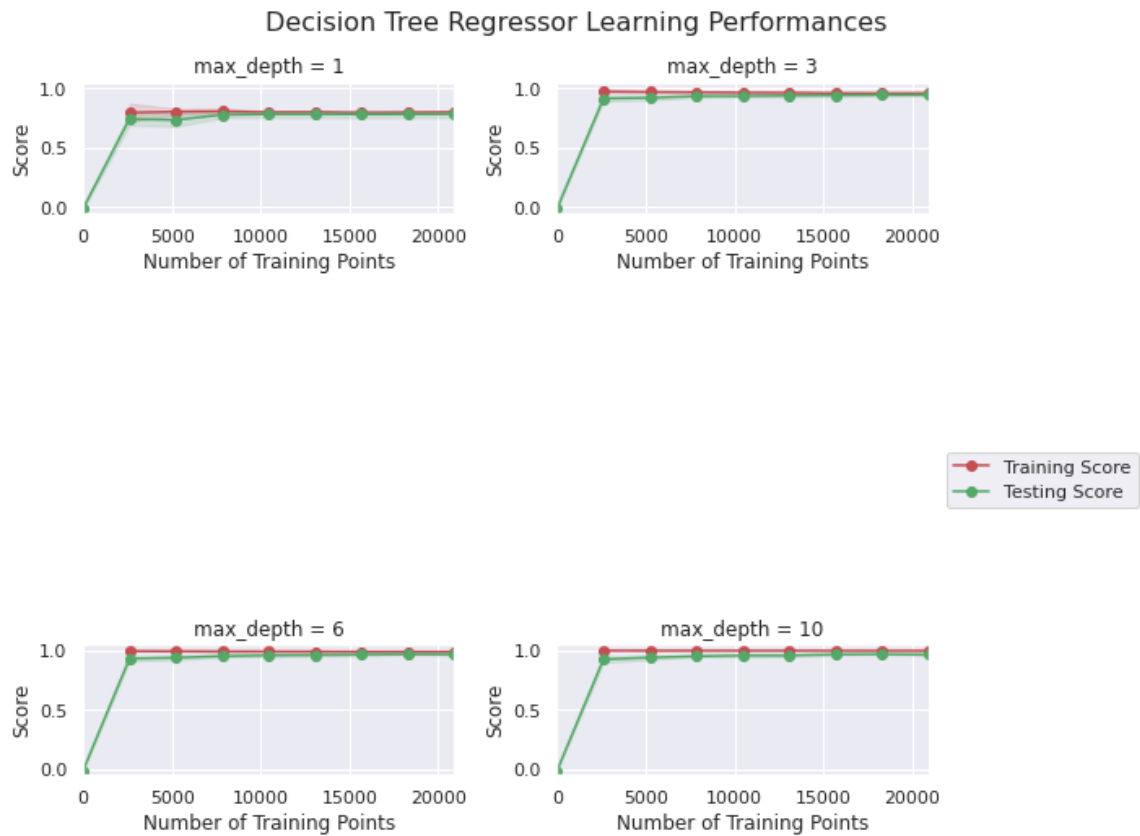 Decision Tree Regressor Learning Performances
max_depth = 1
1.0
0.5
0.0
Score
0 5000 10000 15000 20000
Number of Training Points
max_depth = 3
1.0
0.5
0.0
Score
0 5000 10000 15000 20000
Number of Training Points
Training Score
Testing Score
max_depth = 6
1.0
0.5
0.0
Score
0 5000 10000 15000 20000
Number of Training Points
max_depth = 10
1.0
0.5
0.0
Score
0 5000 10000 15000 20000
Number of Training Points